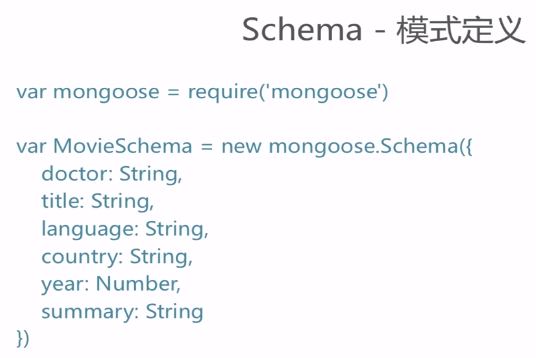 Schema - 模式定义
var mongoose = require('mongoose')
var MovieSchema = new mongoose.Schema({
doctor: String,
title: String,
language: String,
country: String,
year: Number,
summary: String
})